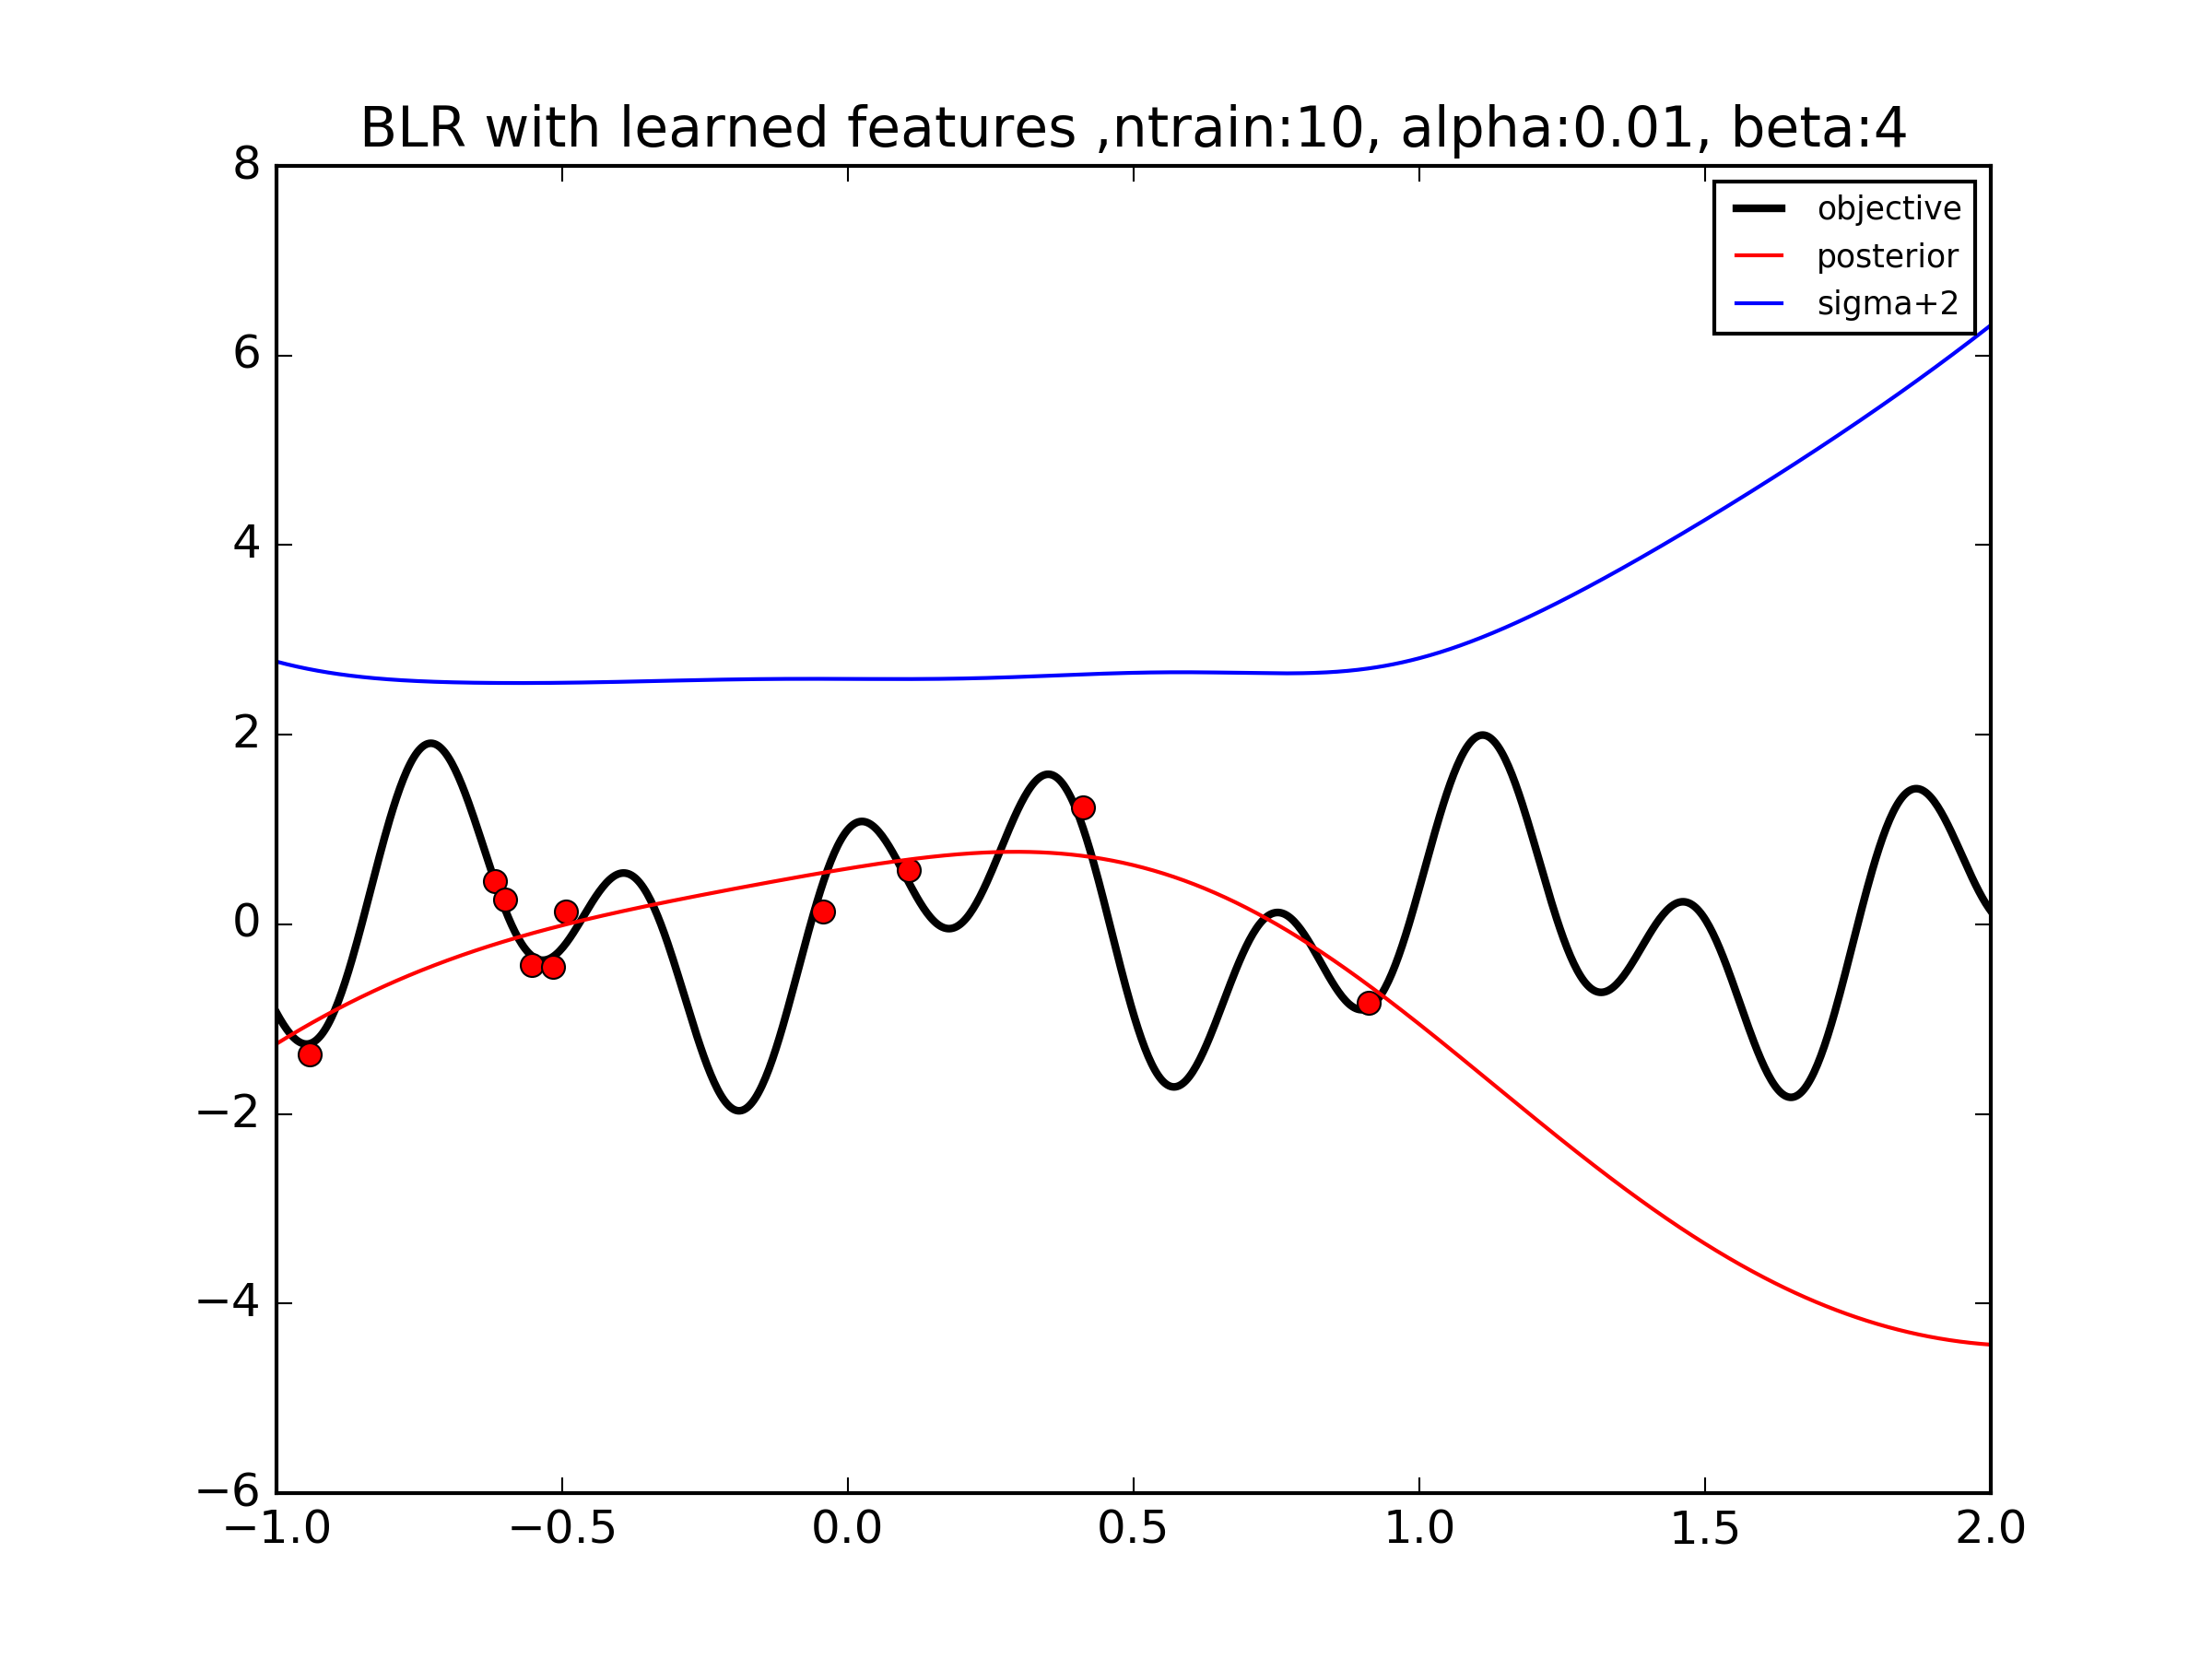 BLR with learned features ,ntrain:10, alpha:0.01, beta:4
objective
posterior
sigma+2
8
6
4
2
0
−2
−4
−6
−1.0 −0.5 0.0 0.5 1.0 1.5 2.0